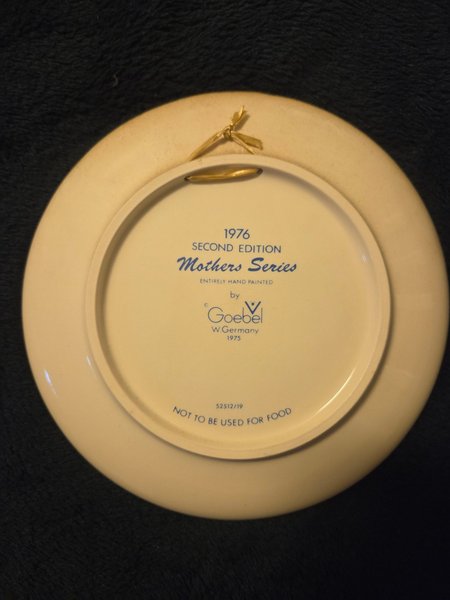 1976
SECOND EDITION
Mothers Series
ENTIRELY HAND PAINTED
by
© Goebel
W. Germany
1975
52512/19
NOT TO BE USED FOR FOOD